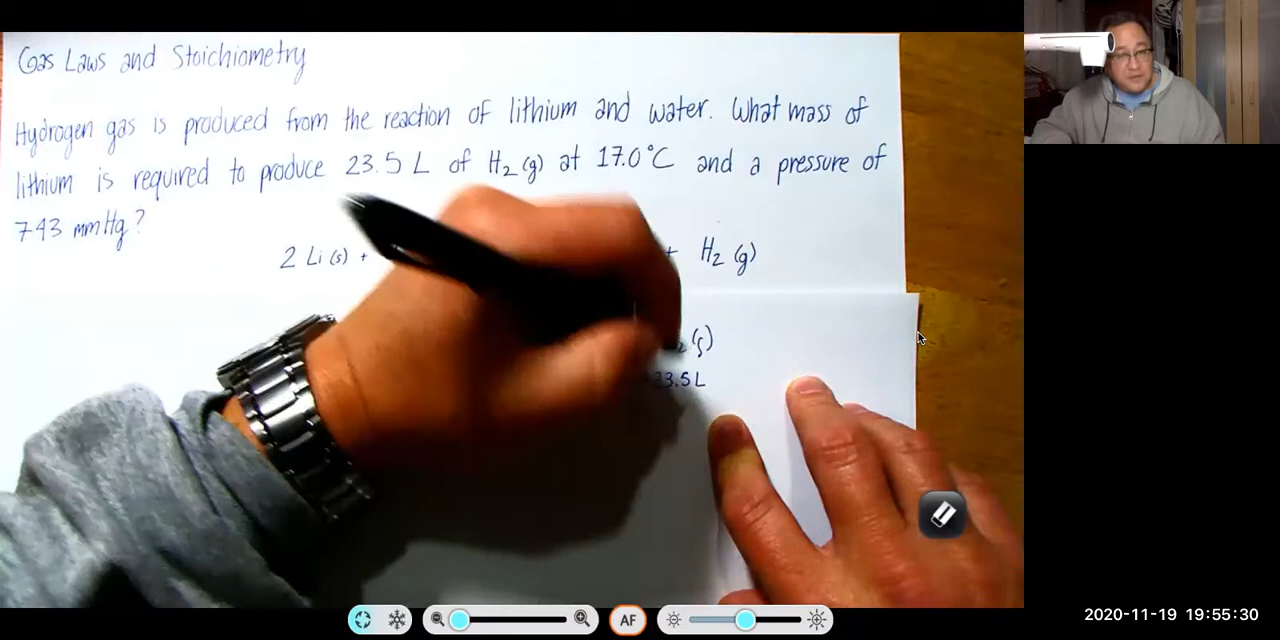 Gas Laws and Stoichiometry
Hydrogen gas is produced from the reaction of lithium and water. What mass of
lithium is required to produce 23.5 L of H₂(g) at 17.0°C and a pressure of
743 mmHg?
2 Li (s) + + H₂ (g)
₂(g)
23.5 L
AF
2020-11-19 19:55:30